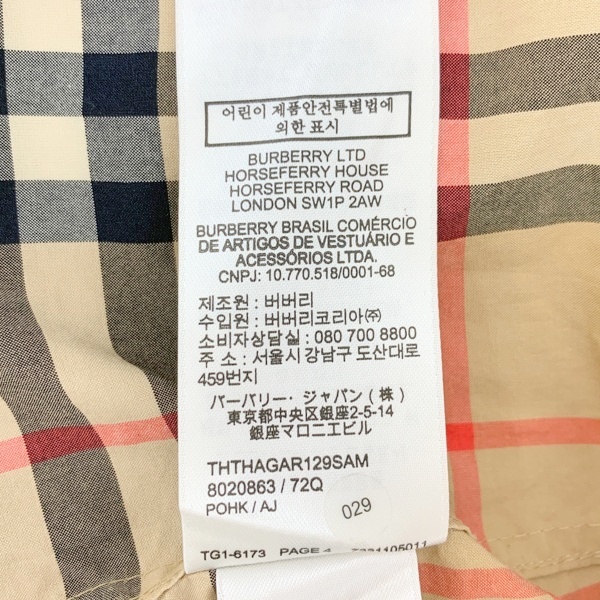 어린이 제품안전특별법에
의한 표시
BURBERRY LTD
HORSEFERRY HOUSE
HORSEFERRY ROAD
LONDON SW1P 2AW
BURBERRY BRASIL COMÉRCIO
DE ARTIGOS DE VESTUÁRIO E
ACESSÓRIOS LTDA.
CNPJ: 10.770.518/0001-68
제조원 : 버버리
수입원 : 버버리코리아㈜
소비자상담실 : 080 700 8800
주 소 : 서울시 강남구 도산대로
459번지
バーバリー・ジャパン ( 株 )
東京都中央区銀座2-5-14
銀座マロニエビル
THTHAGAR129SAM
8020863 / 72Q
POHK / AJ
029
TG1-6173 PAGE 4